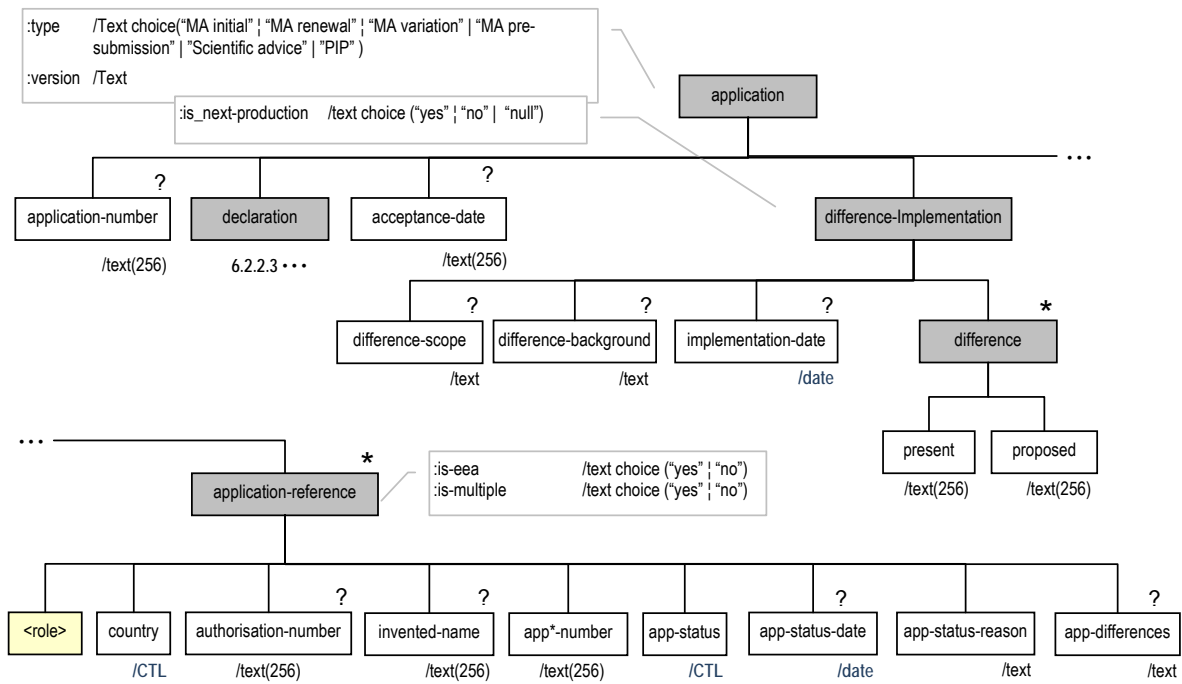 :type /Text choice(“MA initial” ¦ “MA renewal” ¦ “MA variation” | “MA pre-
submission” | ”Scientific advice” | ”PIP” )
:version /Text
:is_next-production /text choice (“yes” ¦ “no” | “null”)
application
...
?
application-number
/text(256)
declaration
6.2.2.3 •••
?
acceptance-date
/text(256)
difference-Implementation
?
difference-scope
/text
?
difference-background
/text
?
implementation-date
/date
*
difference
present
/text(256)
proposed
/text(256)
...
*
application-reference
:is-eea /text choice (“yes” ¦ “no”)
:is-multiple /text choice (“yes” ¦ “no”)
<role>
country
/CTL
?
authorisation-number
/text(256)
?
invented-name
/text(256)
app*-number
/text(256)
app-status
/CTL
?
app-status-date
/date
app-status-reason
/text
?
app-differences
/text